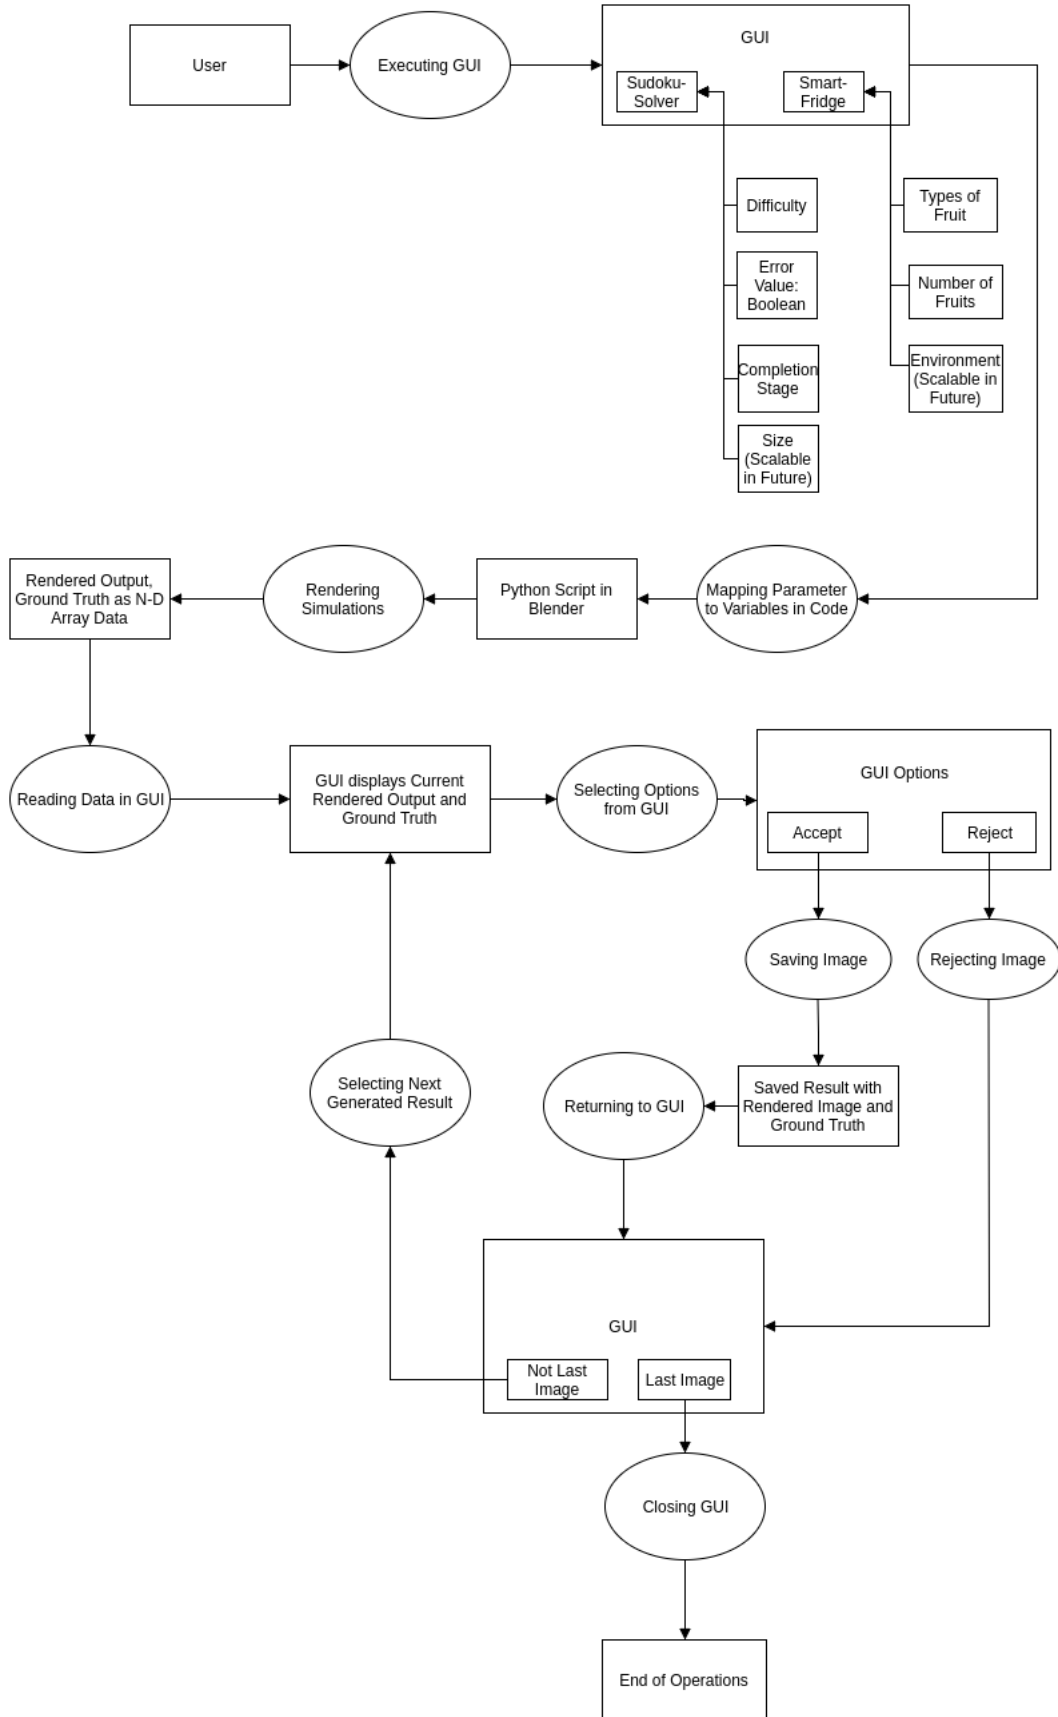 User
Executing GUI
GUI
Sudoku-
Solver
Smart-
Fridge
Difficulty
Types of
Fruit
Error
Value:
Boolean
Number of
Fruits
Completion
Stage
Environment
(Scalable in
Future)
Size
(Scalable
in Future)
Rendered Output,
Ground Truth as N-D
Array Data
Rendering
Simulations
Python Script in
Blender
Mapping Parameter
to Variables in Code
Reading Data in GUI
GUI displays Current
Rendered Output and
Ground Truth
Selecting Options
from GUI
GUI Options
Accept
Reject
Saving Image
Rejecting Image
Selecting Next
Generated Result
Returning to GUI
Saved Result with
Rendered Image and
Ground Truth
GUI
Not Last
Image
Last Image
Closing GUI
End of Operations